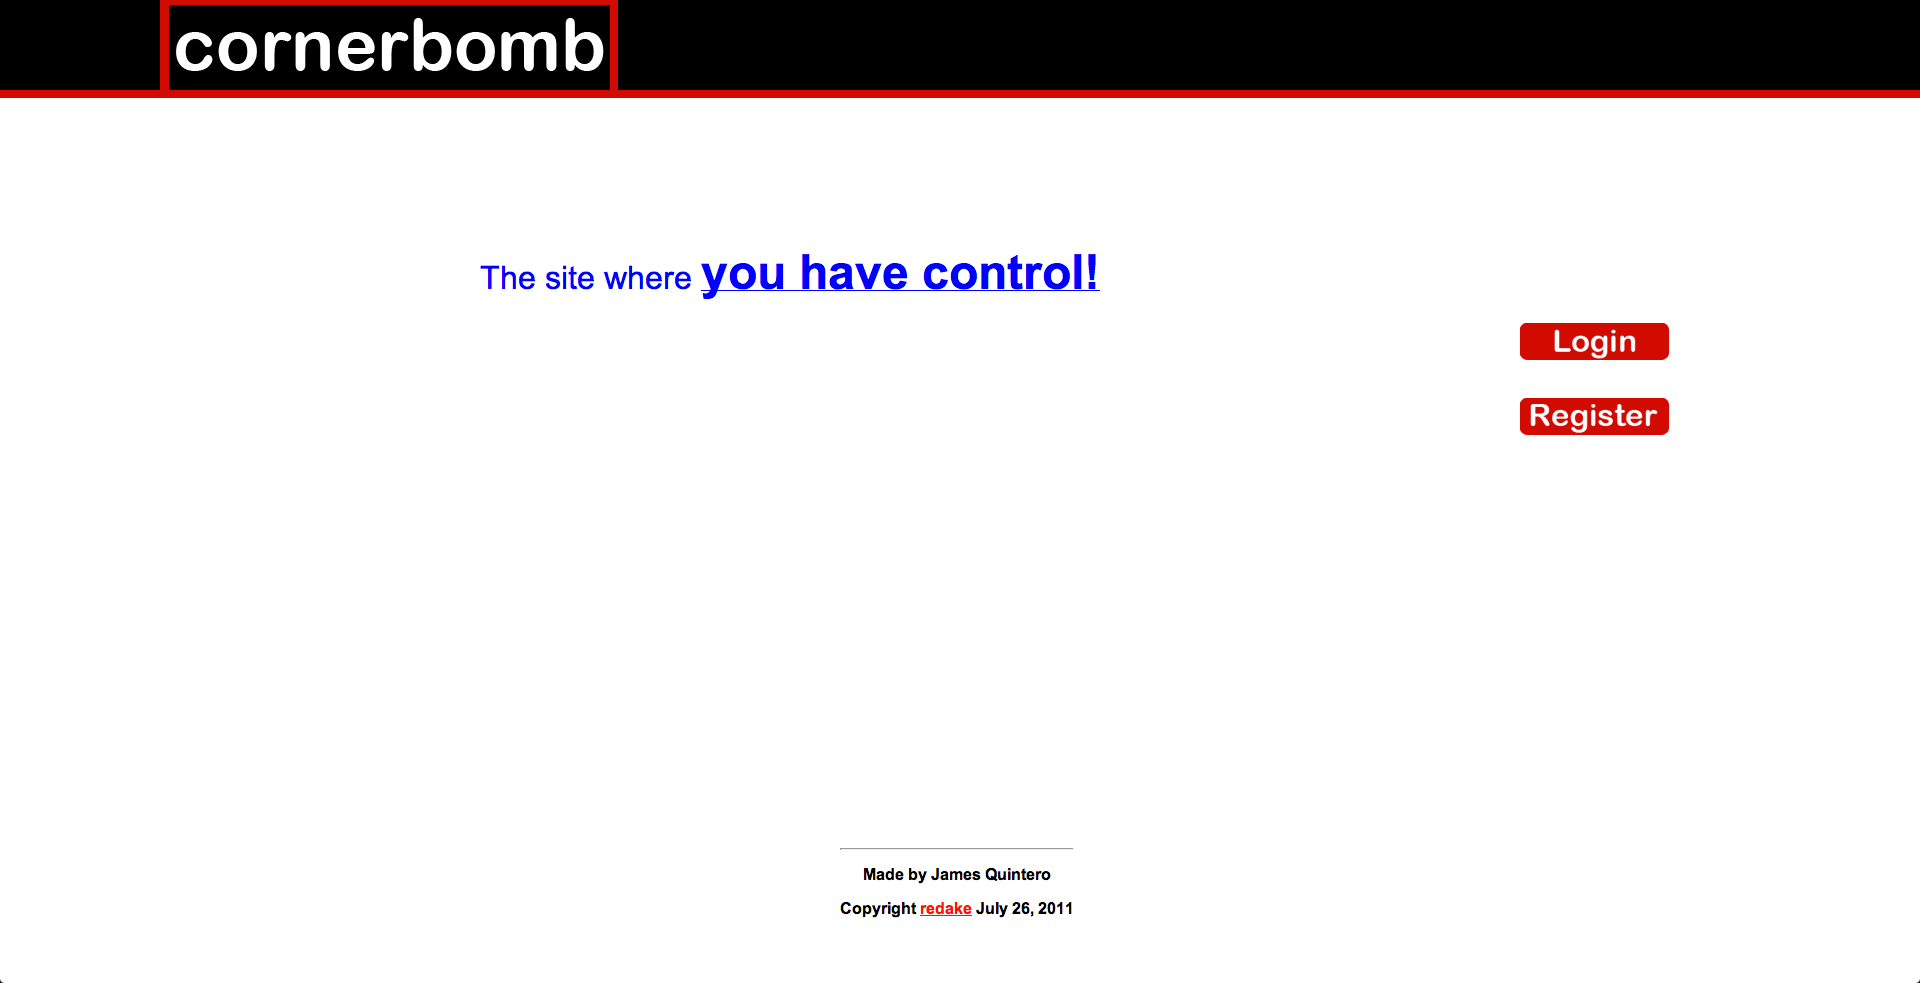 cornerbomb
The site where you have control!
Login
Register
Made by James Quintero
Copyright redake July 26, 2011